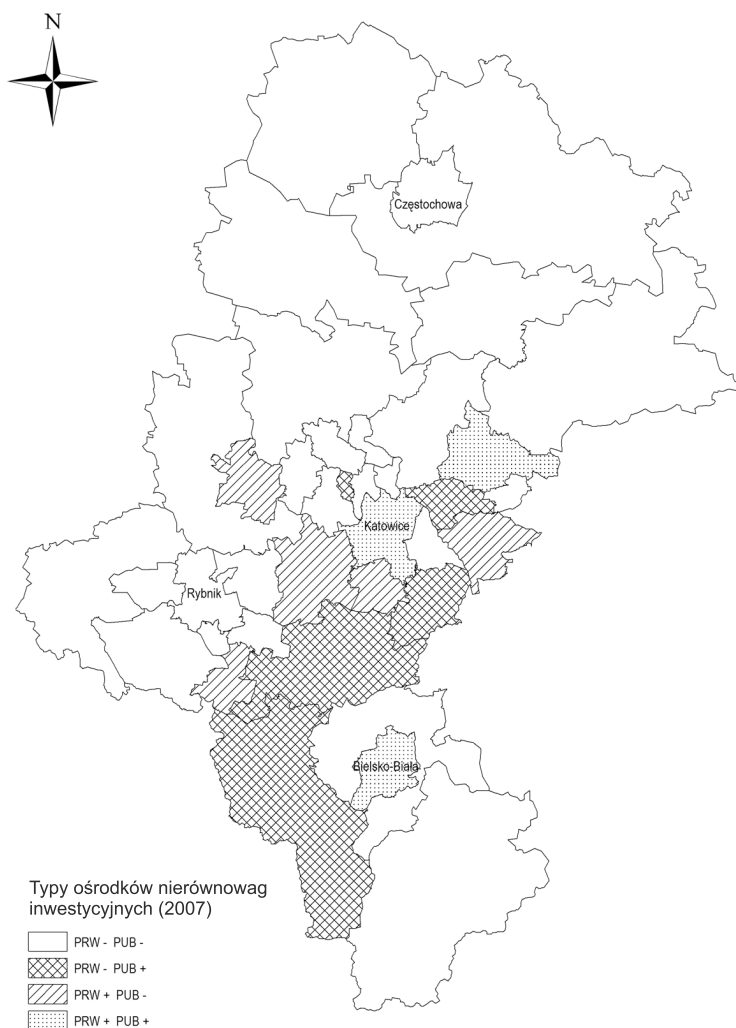 N
Częstochowa
Katowice
Rybnik
Bielsko-Biała
Typy ośrodków nierównowag
inwestycyjnych (2007)
PRW - PUB -
PRW - PUB +
PRW + PUB -
PRW + PUB +